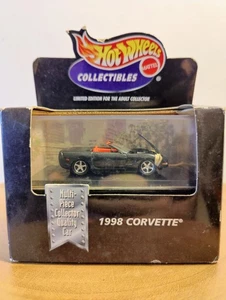 Hot Wheels
MATTEL
COLLECTIBLES
LIMITED EDITION FOR THE ADULT COLLECTOR
Multi-
Piece
Collector
Quality
Car
1998 CORVETTE®